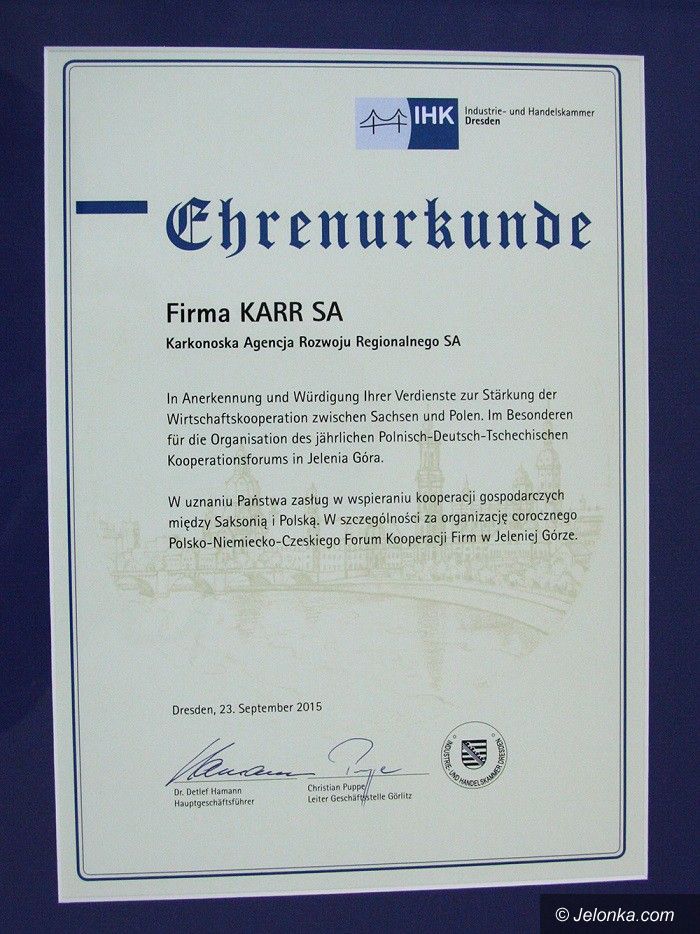 IHK
Industrie- und Handelskammer
Dresden
Ehrenurkunde
Firma KARR SA
Karkonoska Agencja Rozwoju Regionalnego SA
In Anerkennung und Würdigung Ihrer Verdienste zur Stärkung der
Wirtschaftskooperation zwischen Sachsen und Polen. Im Besonderen
für die Organisation des jährlichen Polnisch-Deutsch-Tschechischen
Kooperationsforums in Jelenia Góra.
W uznaniu Państwa zasług w wspieraniu kooperacji gospodarczych
między Saksonią i Polską. W szczególności za organizację corocznego
Polsko-Niemiecko-Czeskiego Forum Kooperacji Firm w Jeleniej Górze.
Dresden, 23. September 2015
Hamann
Puppe
Dr. Detlef Hamann
Hauptgeschäftsführer
Christian Puppe
Leiter Geschäftsstelle Görlitz
INDUSTRIE- UND HANDELSKAMMER DRESDEN
© Jelonka.com